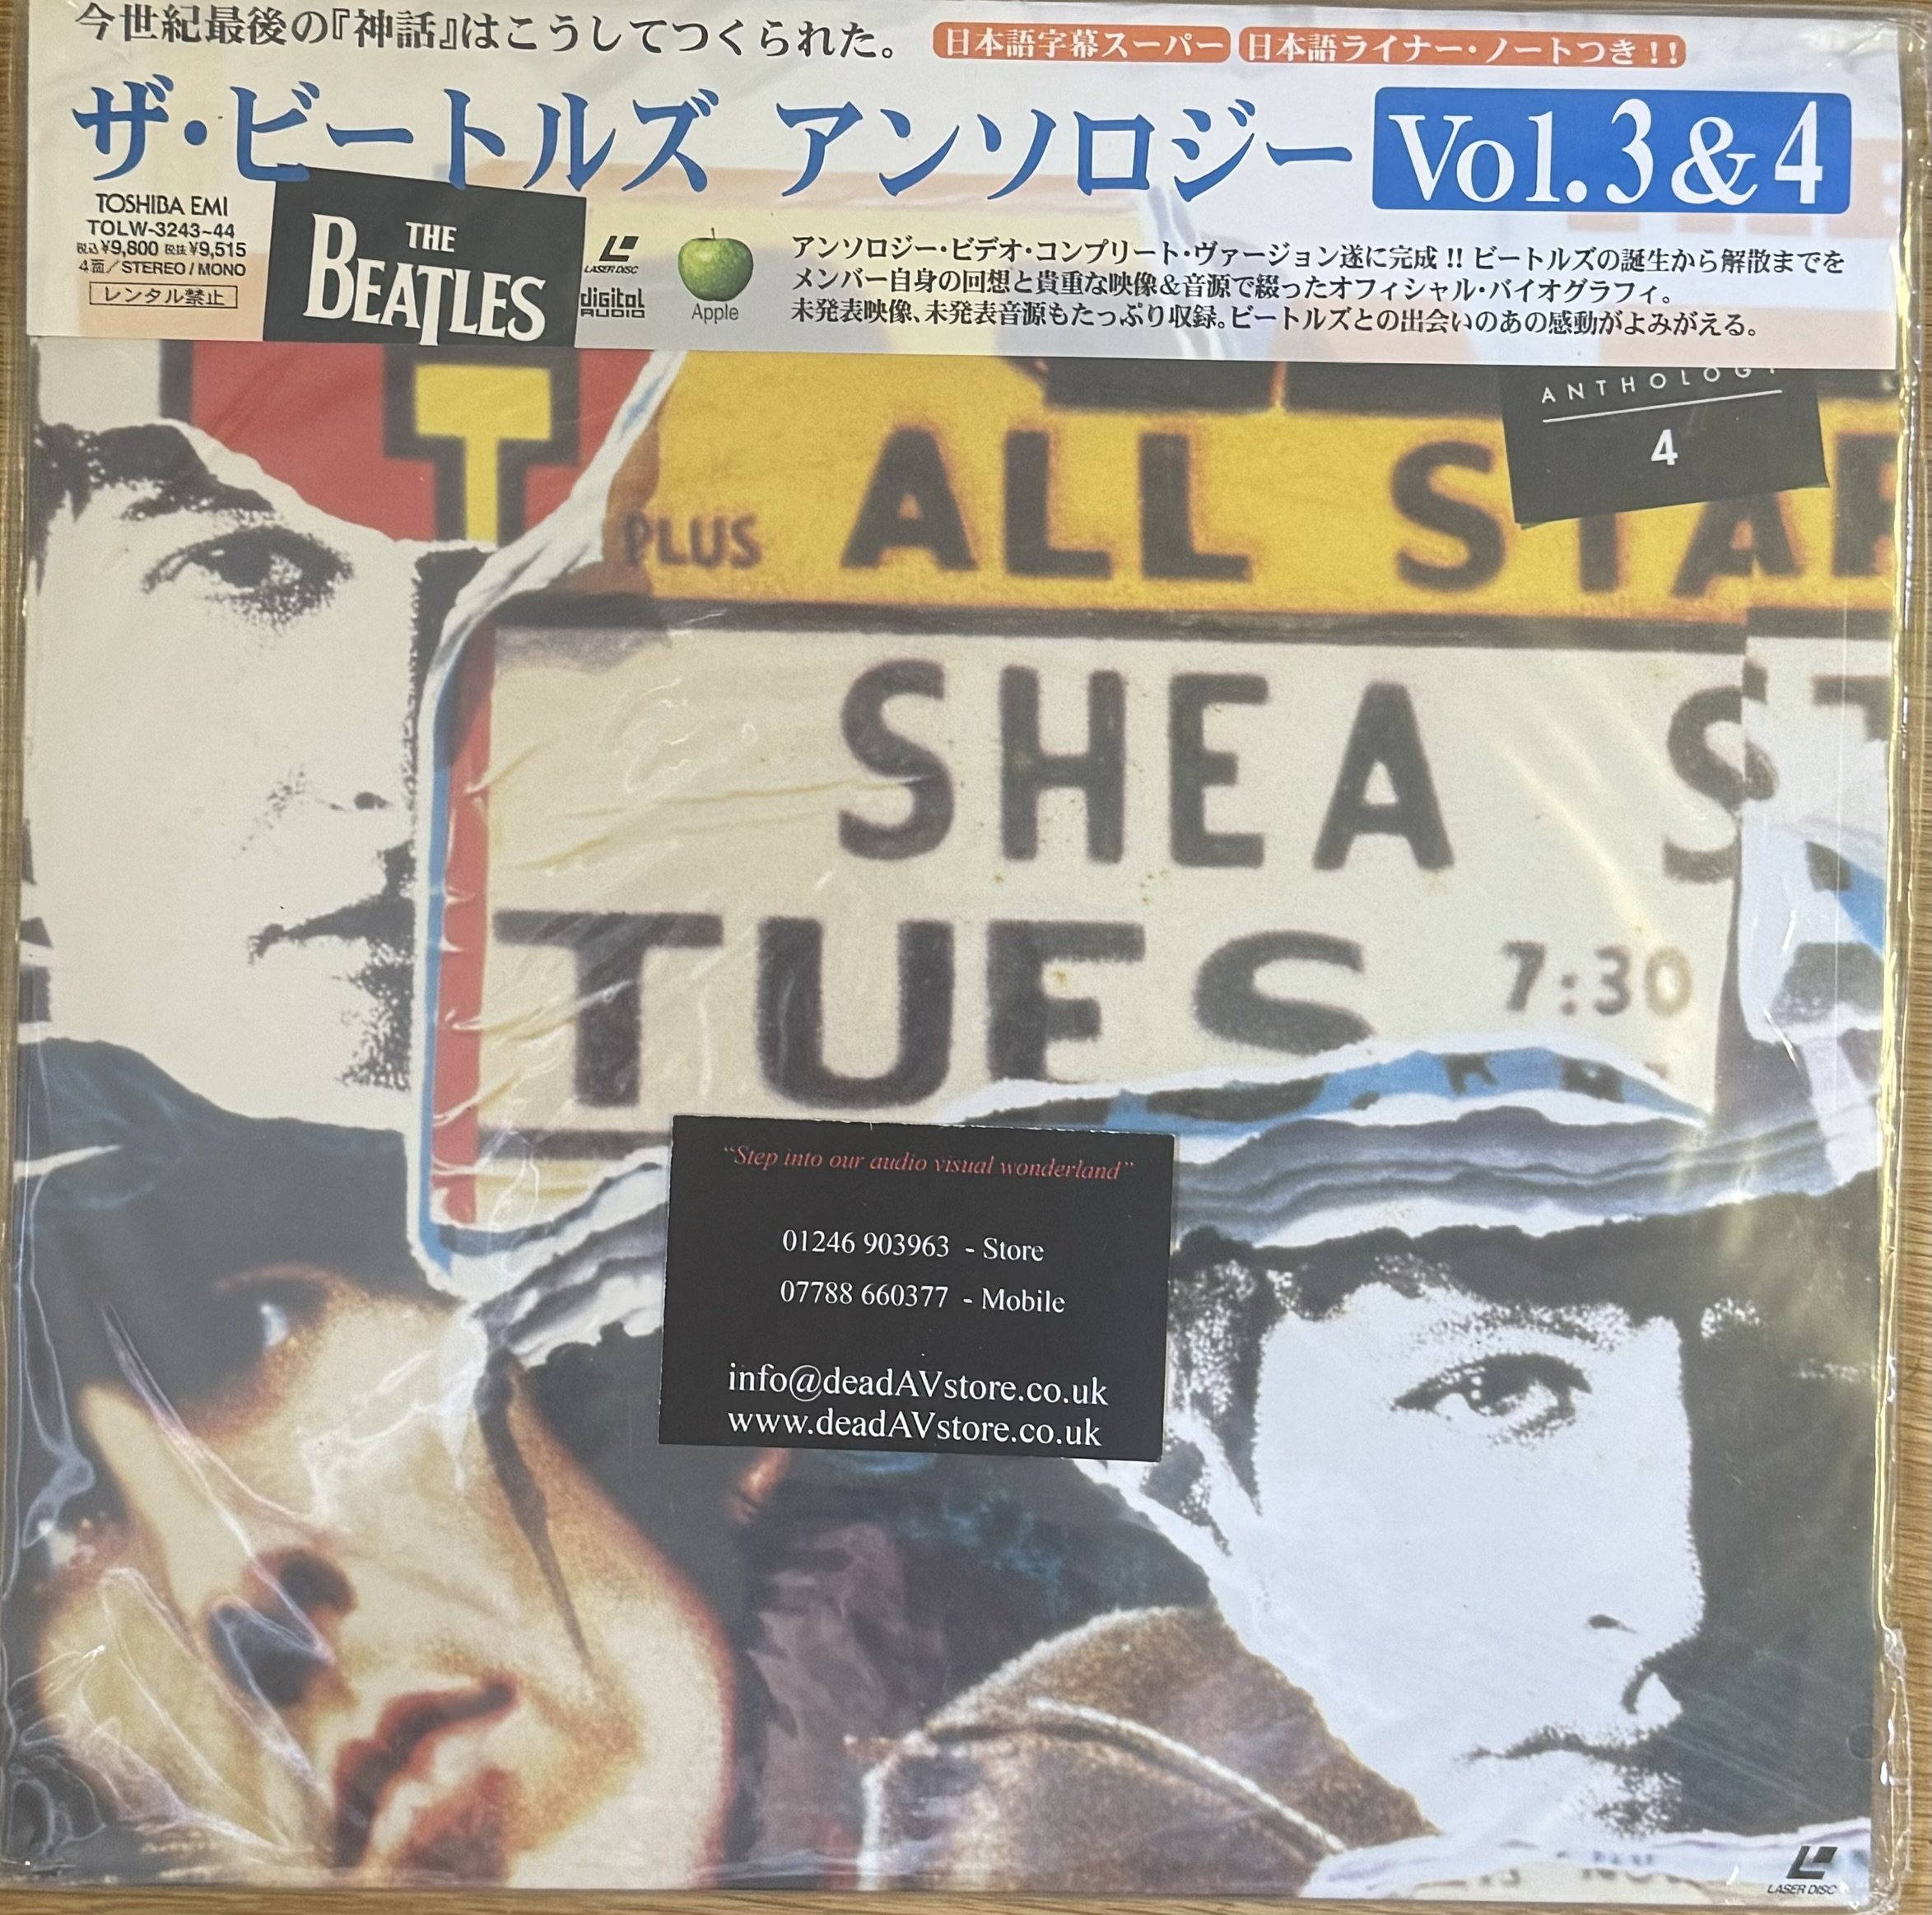 今世紀最後の『神話』はこうしてつくられた。
日本語字幕スーパー 日本語ライナー・ノートつき!!
ザ・ビートルズ アンソロジー Vol.3&4
TOSHIBA EMI
TOLW-3243~44
税込¥9,800 税抜¥9,515
4面/STEREO/MONO
レンタル禁止
THE
BEATLES
LASER DISC
digital
AUDIO
Apple
アンソロジー・ビデオ・コンプリート・ヴァージョン遂に完成!! ビートルズの誕生から解散までを
メンバー自身の回想と貴重な映像&音源で綴ったオフィシャル・バイオグラフィ。
未発表映像、未発表音源もたっぷり収録。ビートルズとの出会いのあの感動がよみがえる。
ANTHOLOGY
4
T
PLUS ALL STAR
SHEA ST
TUES 7:30
“Step into our audio visual wonderland”
01246 903963 - Store
07788 660377 - Mobile
info@deadAVstore.co.uk
www.deadAVstore.co.uk
LASER DISC